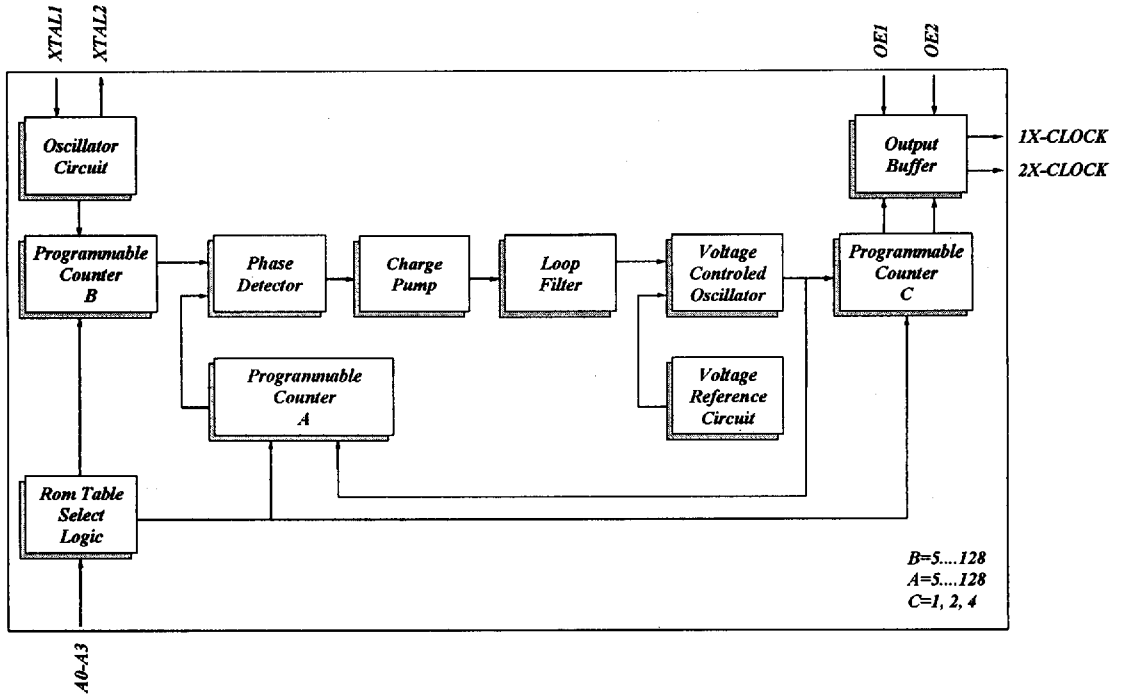 XTAL1
XTAL2
OE1
OE2
Oscillator
Circuit
Output
Buffer
1X-CLOCK
2X-CLOCK
Programmable
Counter
B
Phase
Detector
Charge
Pump
Loop
Filter
Voltage
Controled
Oscillator
Programmable
Counter
C
Programmable
Counter
A
Voltage
Reference
Circuit
Rom Table
Select
Logic
B=5....128
A=5....128
C=1, 2, 4
A0-A3